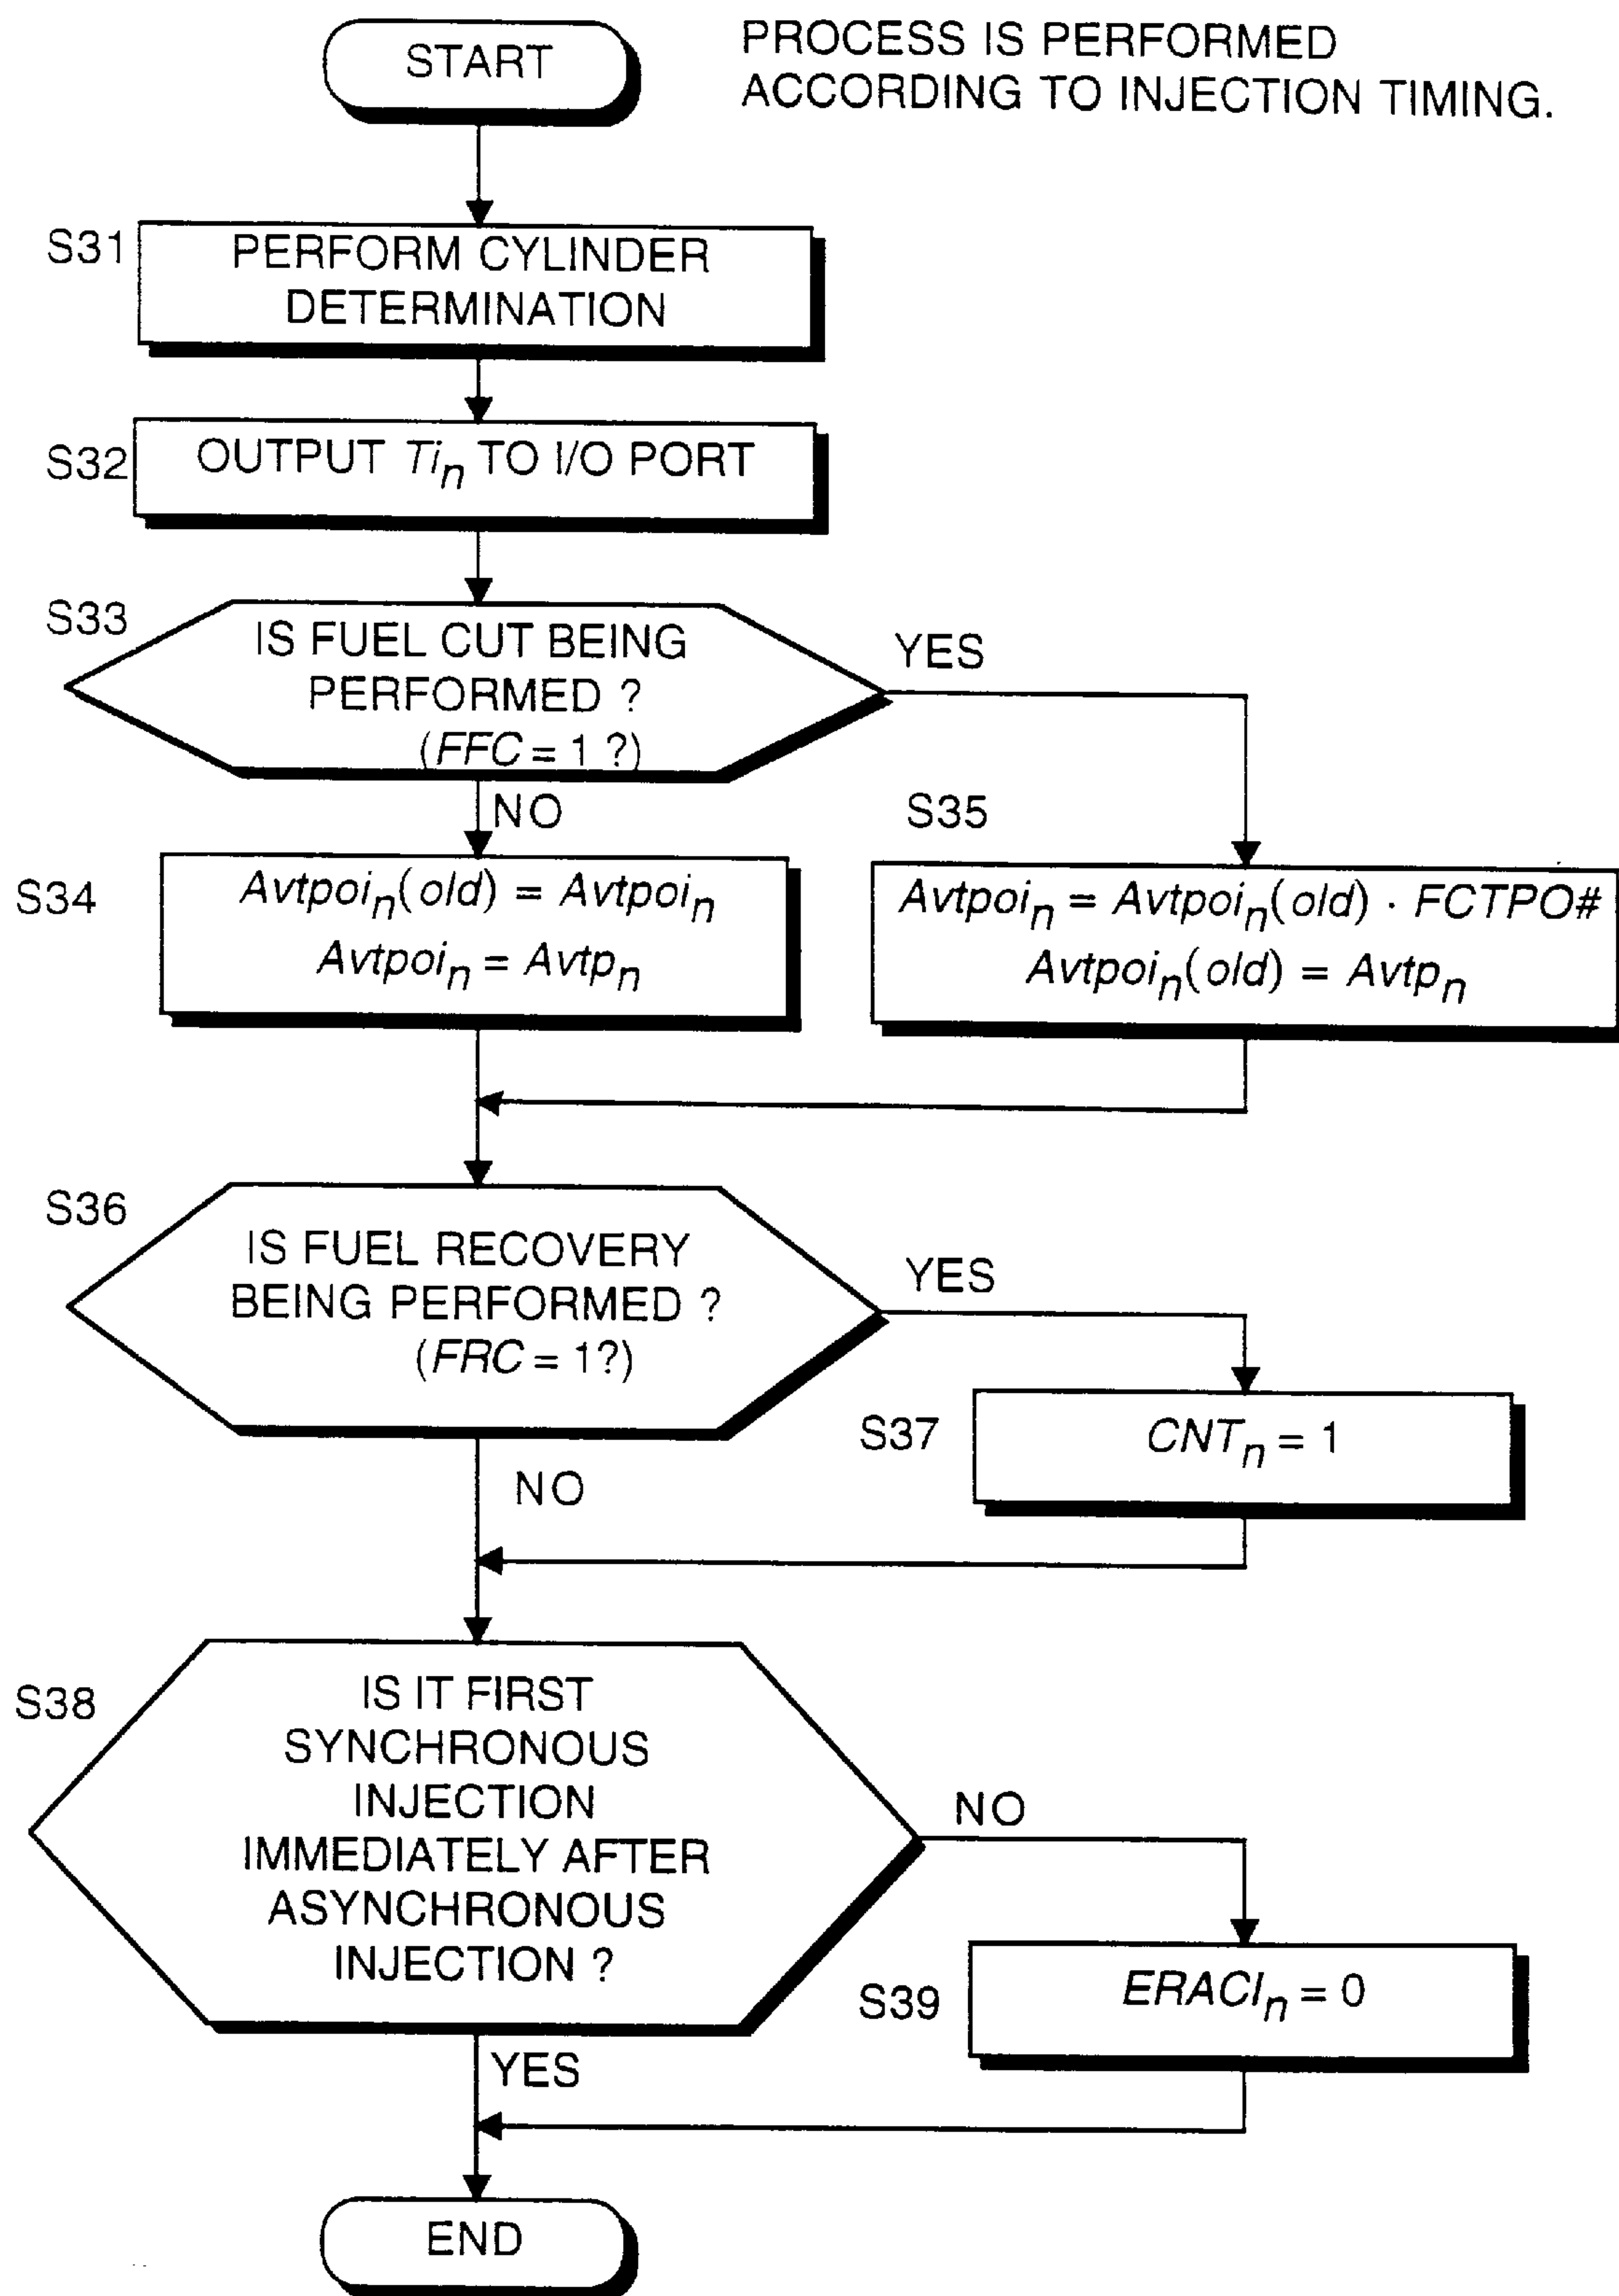 START
PROCESS IS PERFORMED
ACCORDING TO INJECTION TIMING.
S31
PERFORM CYLINDER
DETERMINATION
S32
OUTPUT Tin TO I/O PORT
S33
IS FUEL CUT BEING
PERFORMED ?
(FFC = 1 ?)
YES
NO
S34
Avtpoin(old) = Avtpoin
Avtpoin = Avtpn
S35
Avtpoin = Avtpoin(old) · FCTPO#
Avtpoin(old) = Avtpn
S36
IS FUEL RECOVERY
BEING PERFORMED ?
(FRC = 1?)
YES
NO
S37
CNTn = 1
S38
IS IT FIRST
SYNCHRONOUS
INJECTION
IMMEDIATELY AFTER
ASYNCHRONOUS
INJECTION ?
NO
YES
S39
ERACIn = 0
END